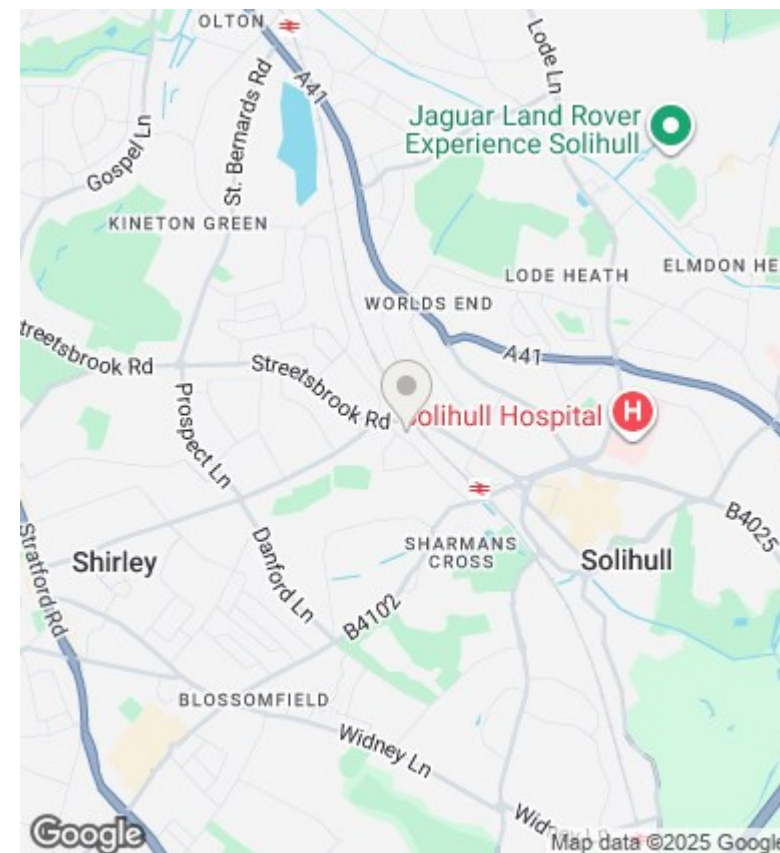 OLTON
A41
Lode Ln
Jaguar Land Rover
Experience Solihull
Gospel Ln
St. Bernards Rd
KINETON GREEN
LODE HEATH
ELMDON HE
WORLDS END
treetsbrook Rd
Streetsbrook Rd
A41
Prospect Ln
olihull Hospital
H
B4025
Shirley
SHARMANS
CROSS
Solihull
Stratford Rd
Danford Ln
B4102
BLOSSOMFIELD
Widney Ln
Widney Ln
Google
Map data ©2025 Google